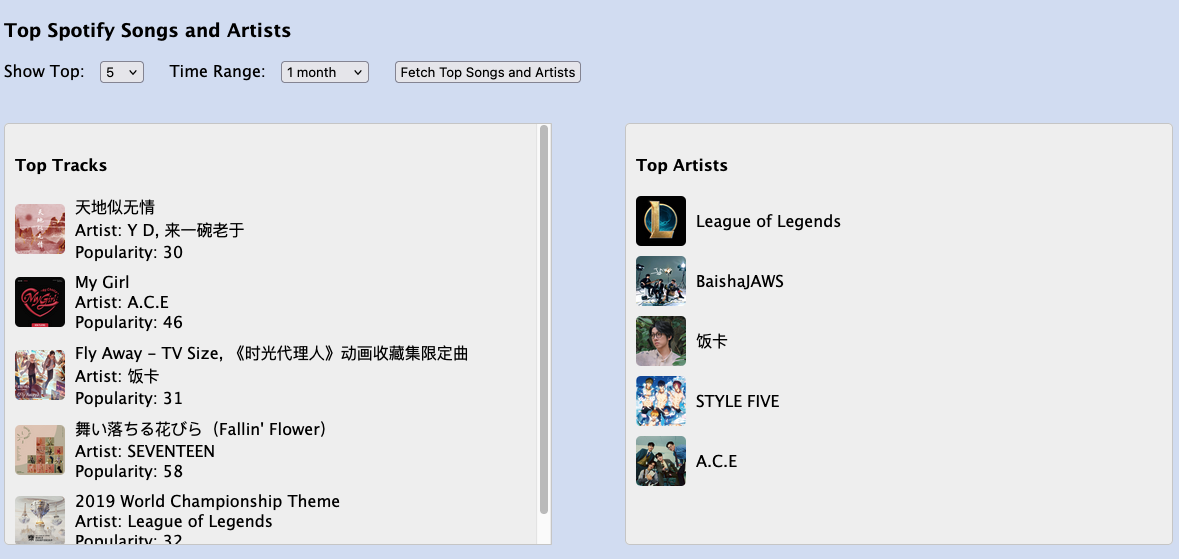 Top Spotify Songs and Artists
Show Top: 5 Time Range: 1 month Fetch Top Songs and Artists
Top Tracks
天地似无情
Artist: Y D, 来一碗老于
Popularity: 30
My Girl
Artist: A.C.E
Popularity: 46
Fly Away - TV Size, 《时光代理人》动画收藏集限定曲
Artist: 饭卡
Popularity: 31
舞い落ちる花びら（Fallin' Flower）
Artist: SEVENTEEN
Popularity: 58
2019 World Championship Theme
Artist: League of Legends
Popularity: 32
Top Artists
League of Legends
BaishaJAWS
饭卡
STYLE FIVE
A.C.E